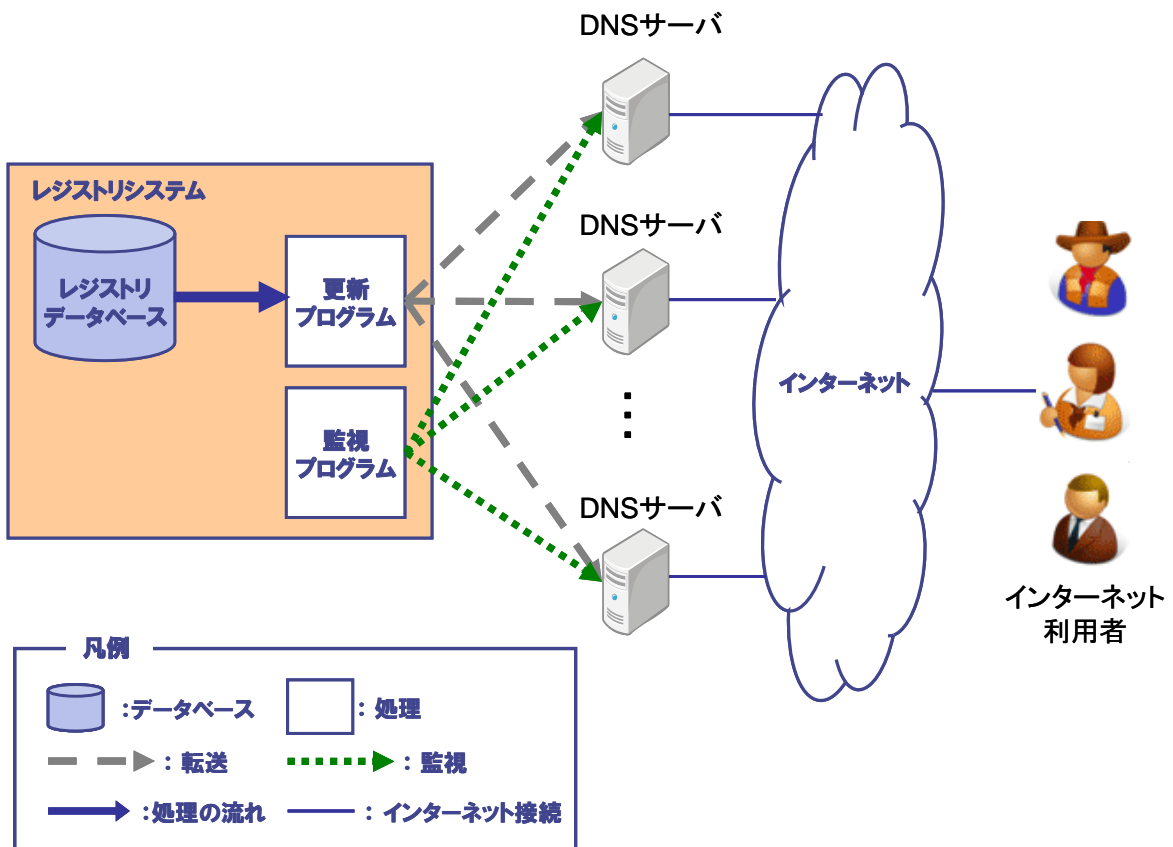 DNSサーバ
レジストリシステム
レジストリ
データベース
更新
プログラム
監視
プログラム
DNSサーバ
⋮
DNSサーバ
インターネット
インターネット
利用者
凡例
:データベース
: 処理
: 転送
: 監視
:処理の流れ
: インターネット接続